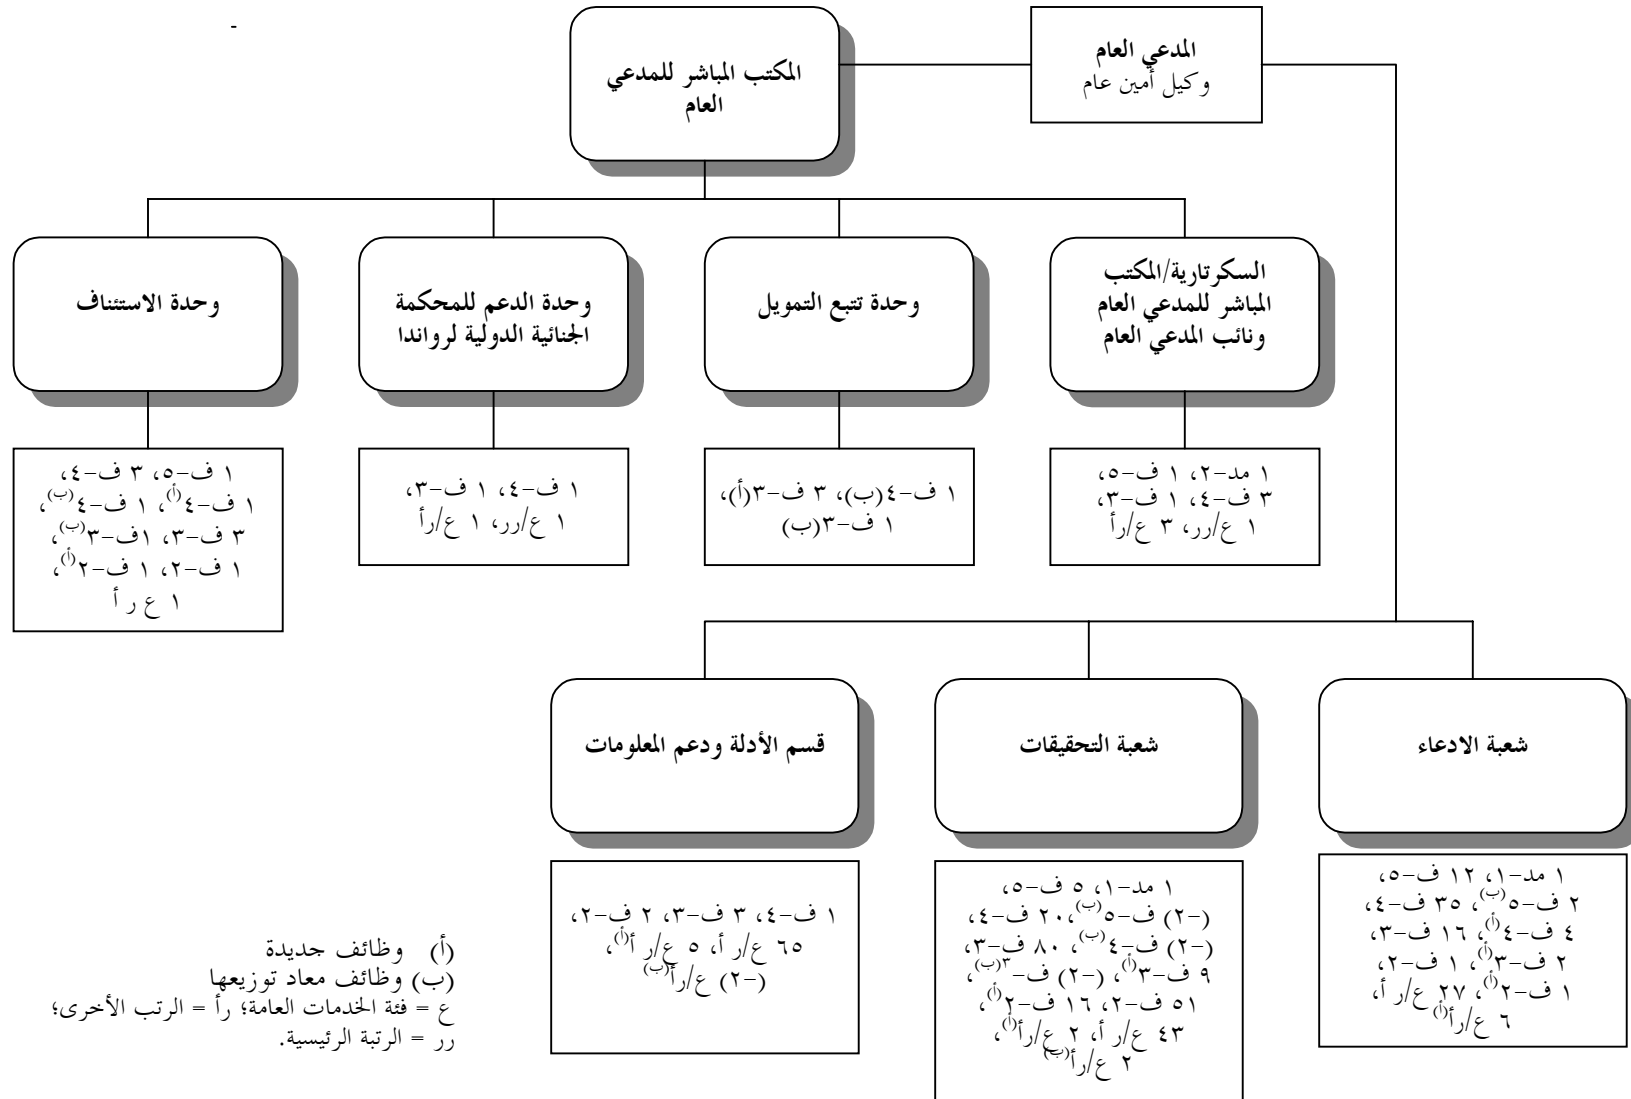 -
المدعي العام
وكيل أمين عام
المكتب المباشر للمدعي
العام
السكرتارية/المكتب
المباشر للمدعي العام
ونائب المدعي العام
وحدة تتبع التمويل
وحدة الدعم للمحكمة
الجنائية الدولية لرواندا
وحدة الاستئناف
١ مد-٢، ١ ف-٥،
٣ ف-٤، ١ ف-٣،
١ ع/رر، ٣ ع/رأ
١ ف-٤(ب)، ٣ ف-٣(أ)،
١ ف-٣(ب)
١ ف-٤، ١ ف-٣،
١ ع/رر، ١ ع/رأ
١ ف-٥، ٣ ف-٤،
١ ف-٤(أ)، ١ ف-٤(ب)،
٣ ف-٣، ١ف-٣(ب)،
١ ف-٢، ١ ف-٢(أ)،
١ ع ر أ
شعبة الادعاء
شعبة التحقيقات
قسم الأدلة ودعم المعلومات
١ مد-١، ١٢ ف-٥،
٢ ف-٥(ب)، ٣٥ ف-٤،
٤ ف-٤(أ)، ١٦ ف-٣،
٢ ف-٣(أ)، ١ ف-٢،
١ ف-٢(أ)، ٢٧ ع/ر أ،
٦ ع/رأ(أ)
١ مد-١، ٥ ف-٥،
(-٢) ف-٥(ب)، ٢٠ ف-٤،
(-٢) ف-٤(ب)، ٨٠ ف-٣،
٩ ف-٣(أ)، (-٢) ف-٣(ب)،
٥١ ف-٢، ١٦ ف-٢(أ)،
٤٣ ع/ر أ، ٢ ع/رأ(أ)،
٢ ع/رأ(ب)
١ ف-٤، ٣ ف-٣، ٢ ف-٢،
٦٥ ع/ر أ، ٥ ع/ر أ(أ)،
(-٢) ع/رأ(ب)
(أ) وظائف جديدة
(ب) وظائف معاد توزيعها
ع = فئة الخدمات العامة؛ رأ = الرتب الأخرى؛
رر = الرتبة الرئيسية.